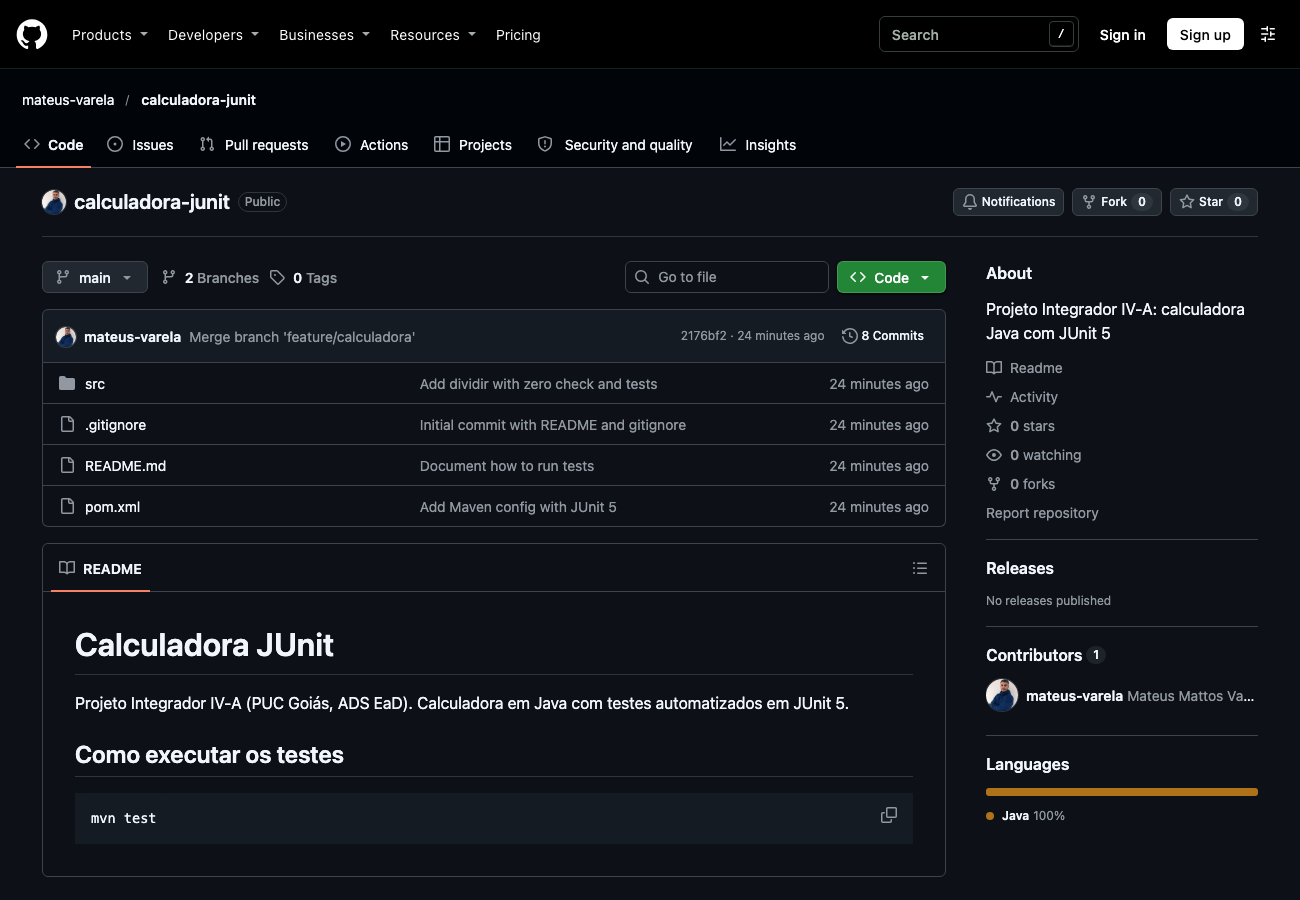 Products Developers Businesses Resources Pricing Search / Sign in Sign up
mateus-varela / calculadora-junit
Code Issues Pull requests Actions Projects Security and quality Insights
calculadora-junit Public Notifications Fork 0 Star 0
main 2 Branches 0 Tags Go to file Code
mateus-varela Merge branch 'feature/calculadora' 2176bf2 · 24 minutes ago 8 Commits
src Add dividir with zero check and tests 24 minutes ago
.gitignore Initial commit with README and gitignore 24 minutes ago
README.md Document how to run tests 24 minutes ago
pom.xml Add Maven config with JUnit 5 24 minutes ago
README
Calculadora JUnit
Projeto Integrador IV-A (PUC Goiás, ADS EaD). Calculadora em Java com testes automatizados em JUnit 5.
Como executar os testes
mvn test
About
Projeto Integrador IV-A: calculadora
Java com JUnit 5
Readme
Activity
0 stars
0 watching
0 forks
Report repository
Releases
No releases published
Contributors 1
mateus-varela Mateus Mattos Va...
Languages
Java 100%